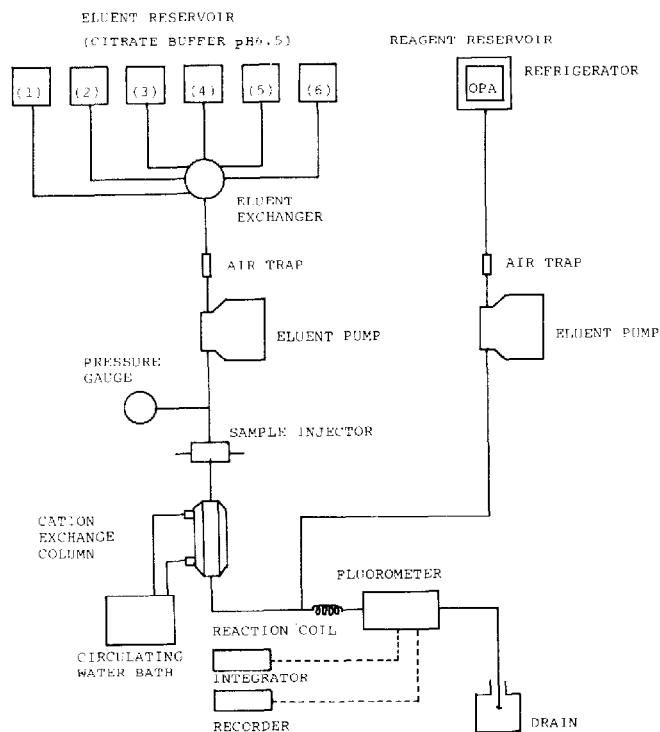 ELUENT RESERVOIR
(CITRATE BUFFER pH6.5)
REAGENT RESERVOIR
REFRIGERATOR
(1) (2) (3) (4) (5) (6)
OPA
ELUENT
EXCHANGER
AIR TRAP
AIR TRAP
ELUENT PUMP
ELUENT PUMP
PRESSURE
GAUGE
SAMPLE INJECTOR
CATION
EXCHANGE
COLUMN
FLUOROMETER
REACTION COIL
CIRCULATING
WATER BATH
INTEGRATOR
RECORDER
DRAIN